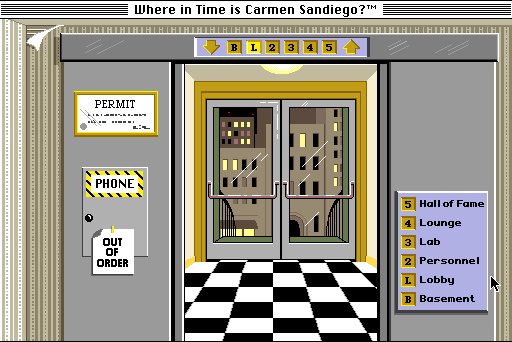 Where in Time is Carmen Sandiego?™
B L 2 3 4 5
PERMIT
PHONE
OUT
OF
ORDER
5 Hall of Fame
4 Lounge
3 Lab
2 Personnel
L Lobby
B Basement